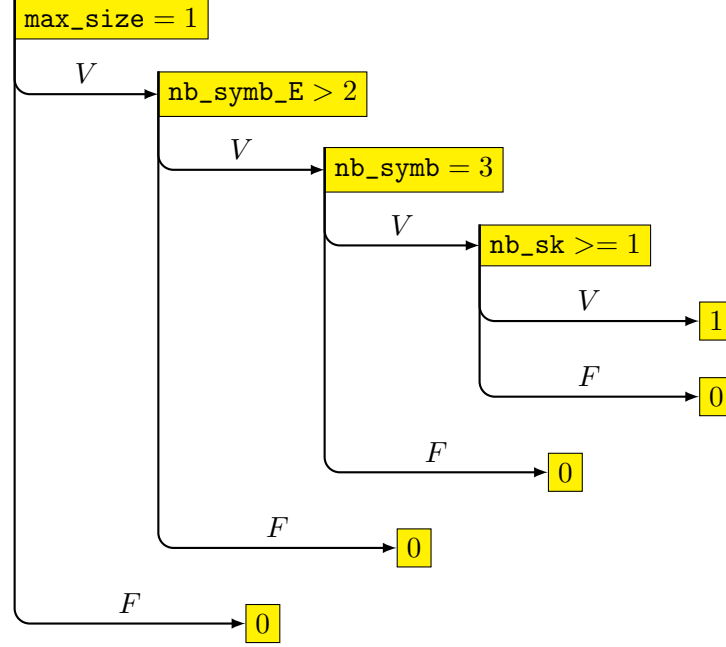 max_size = 1
V
nb_symb_E > 2
V
nb_symb = 3
V
nb_sk >= 1
V
1
F
0
F
0
F
0
F
0